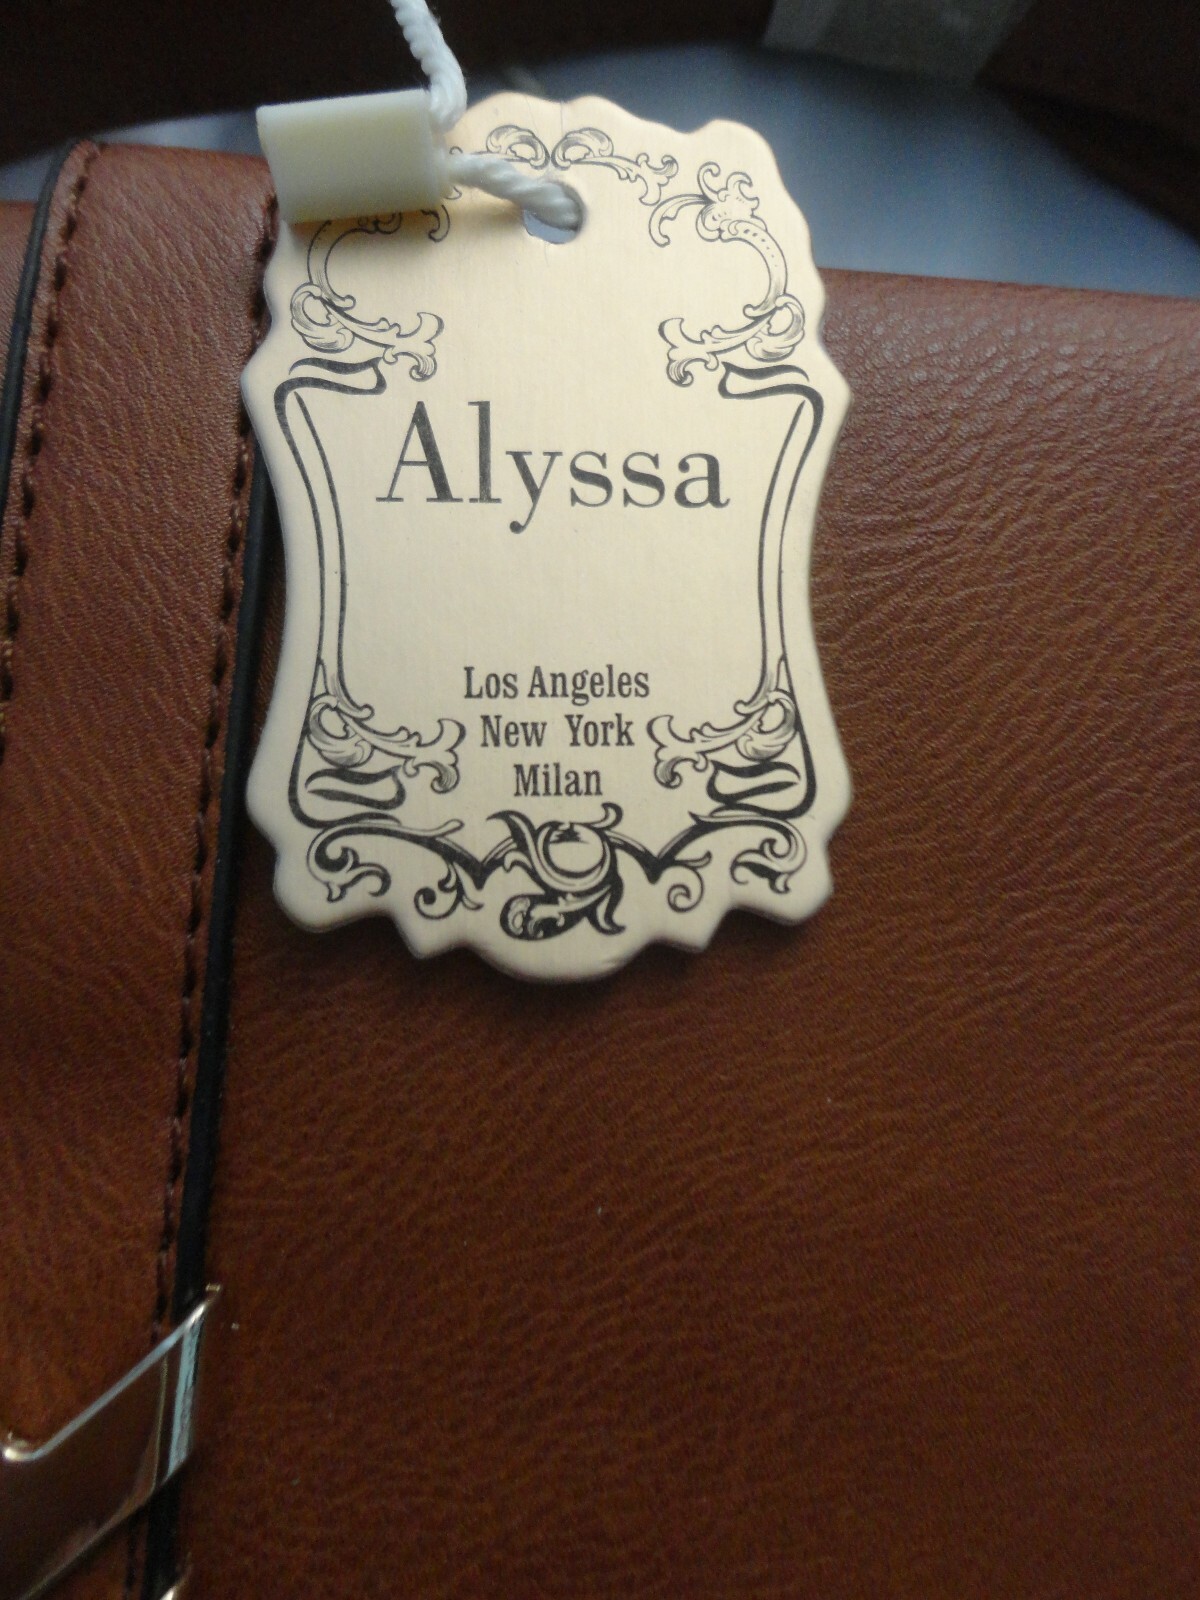 Alyssa
Los Angeles
New York
Milan